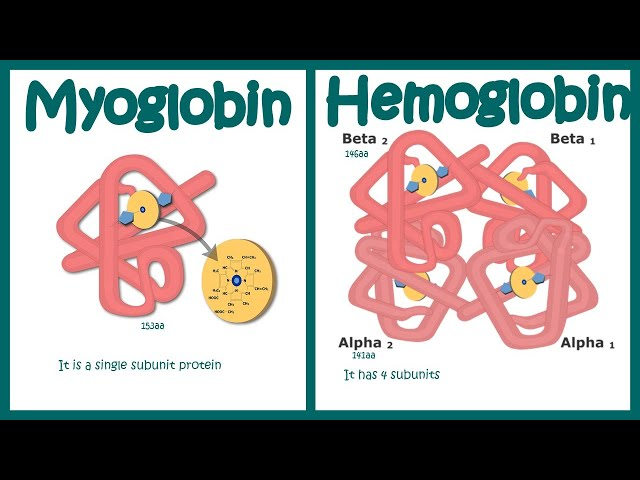 Myoglobin
153aa
It is a single subunit protein
Hemoglobin
Beta 2
Beta 1
146aa
Alpha 2
Alpha 1
141aa
It has 4 subunits